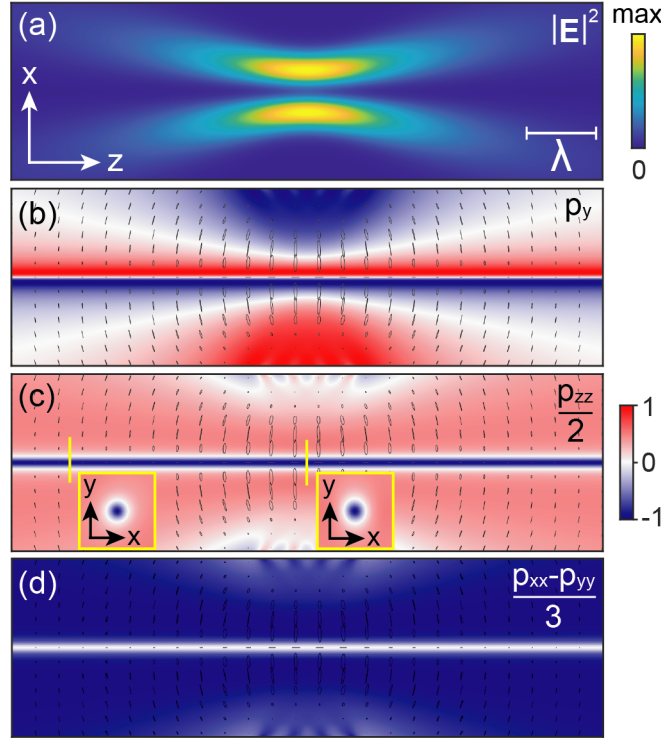 (a)
|E|²
max
0
x
z
λ
(b)
p_y
(c)
p_zz
2
1
0
-1
y
x
y
x
(d)
p_xx-p_yy
3